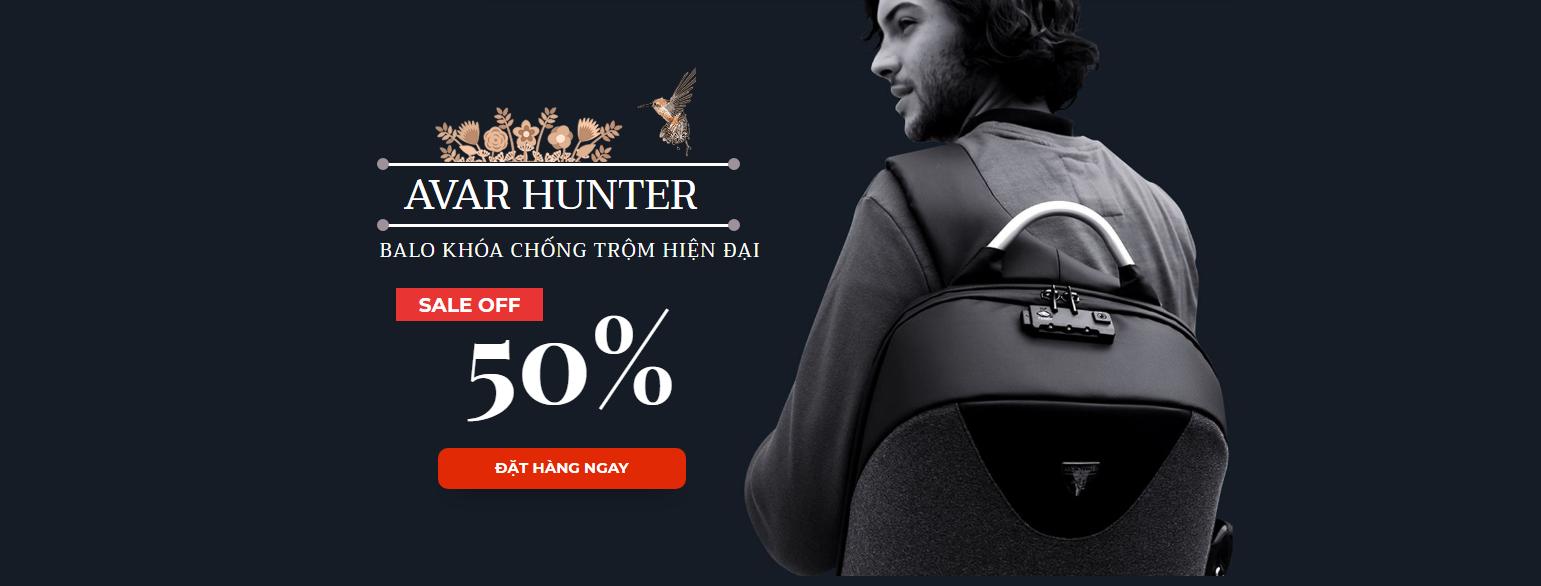 AVAR HUNTER
BALO KHÓA CHỐNG TRỘM HIỆN ĐẠI
SALE OFF
50%
ĐẶT HÀNG NGAY